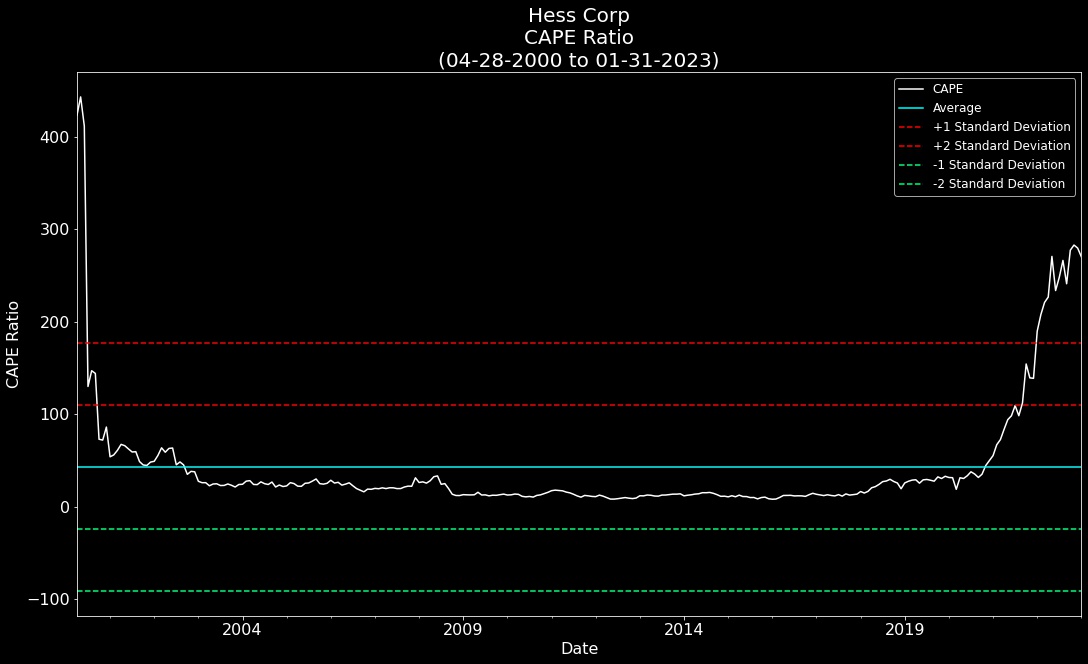 Hess Corp
CAPE Ratio
(04-28-2000 to 01-31-2023)
CAPE
Average
+1 Standard Deviation
+2 Standard Deviation
-1 Standard Deviation
-2 Standard Deviation
400
300
200
100
0
−100
CAPE Ratio
2004
2009
2014
2019
Date